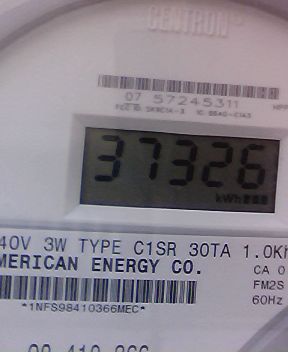 CENTRON
07 57245311
37326
kWh
40V 3W TYPE C1SR 30TA 1.0Kh
MERICAN ENERGY CO.
CA 0
FM2S
60Hz
*1NFS98410366MEC*